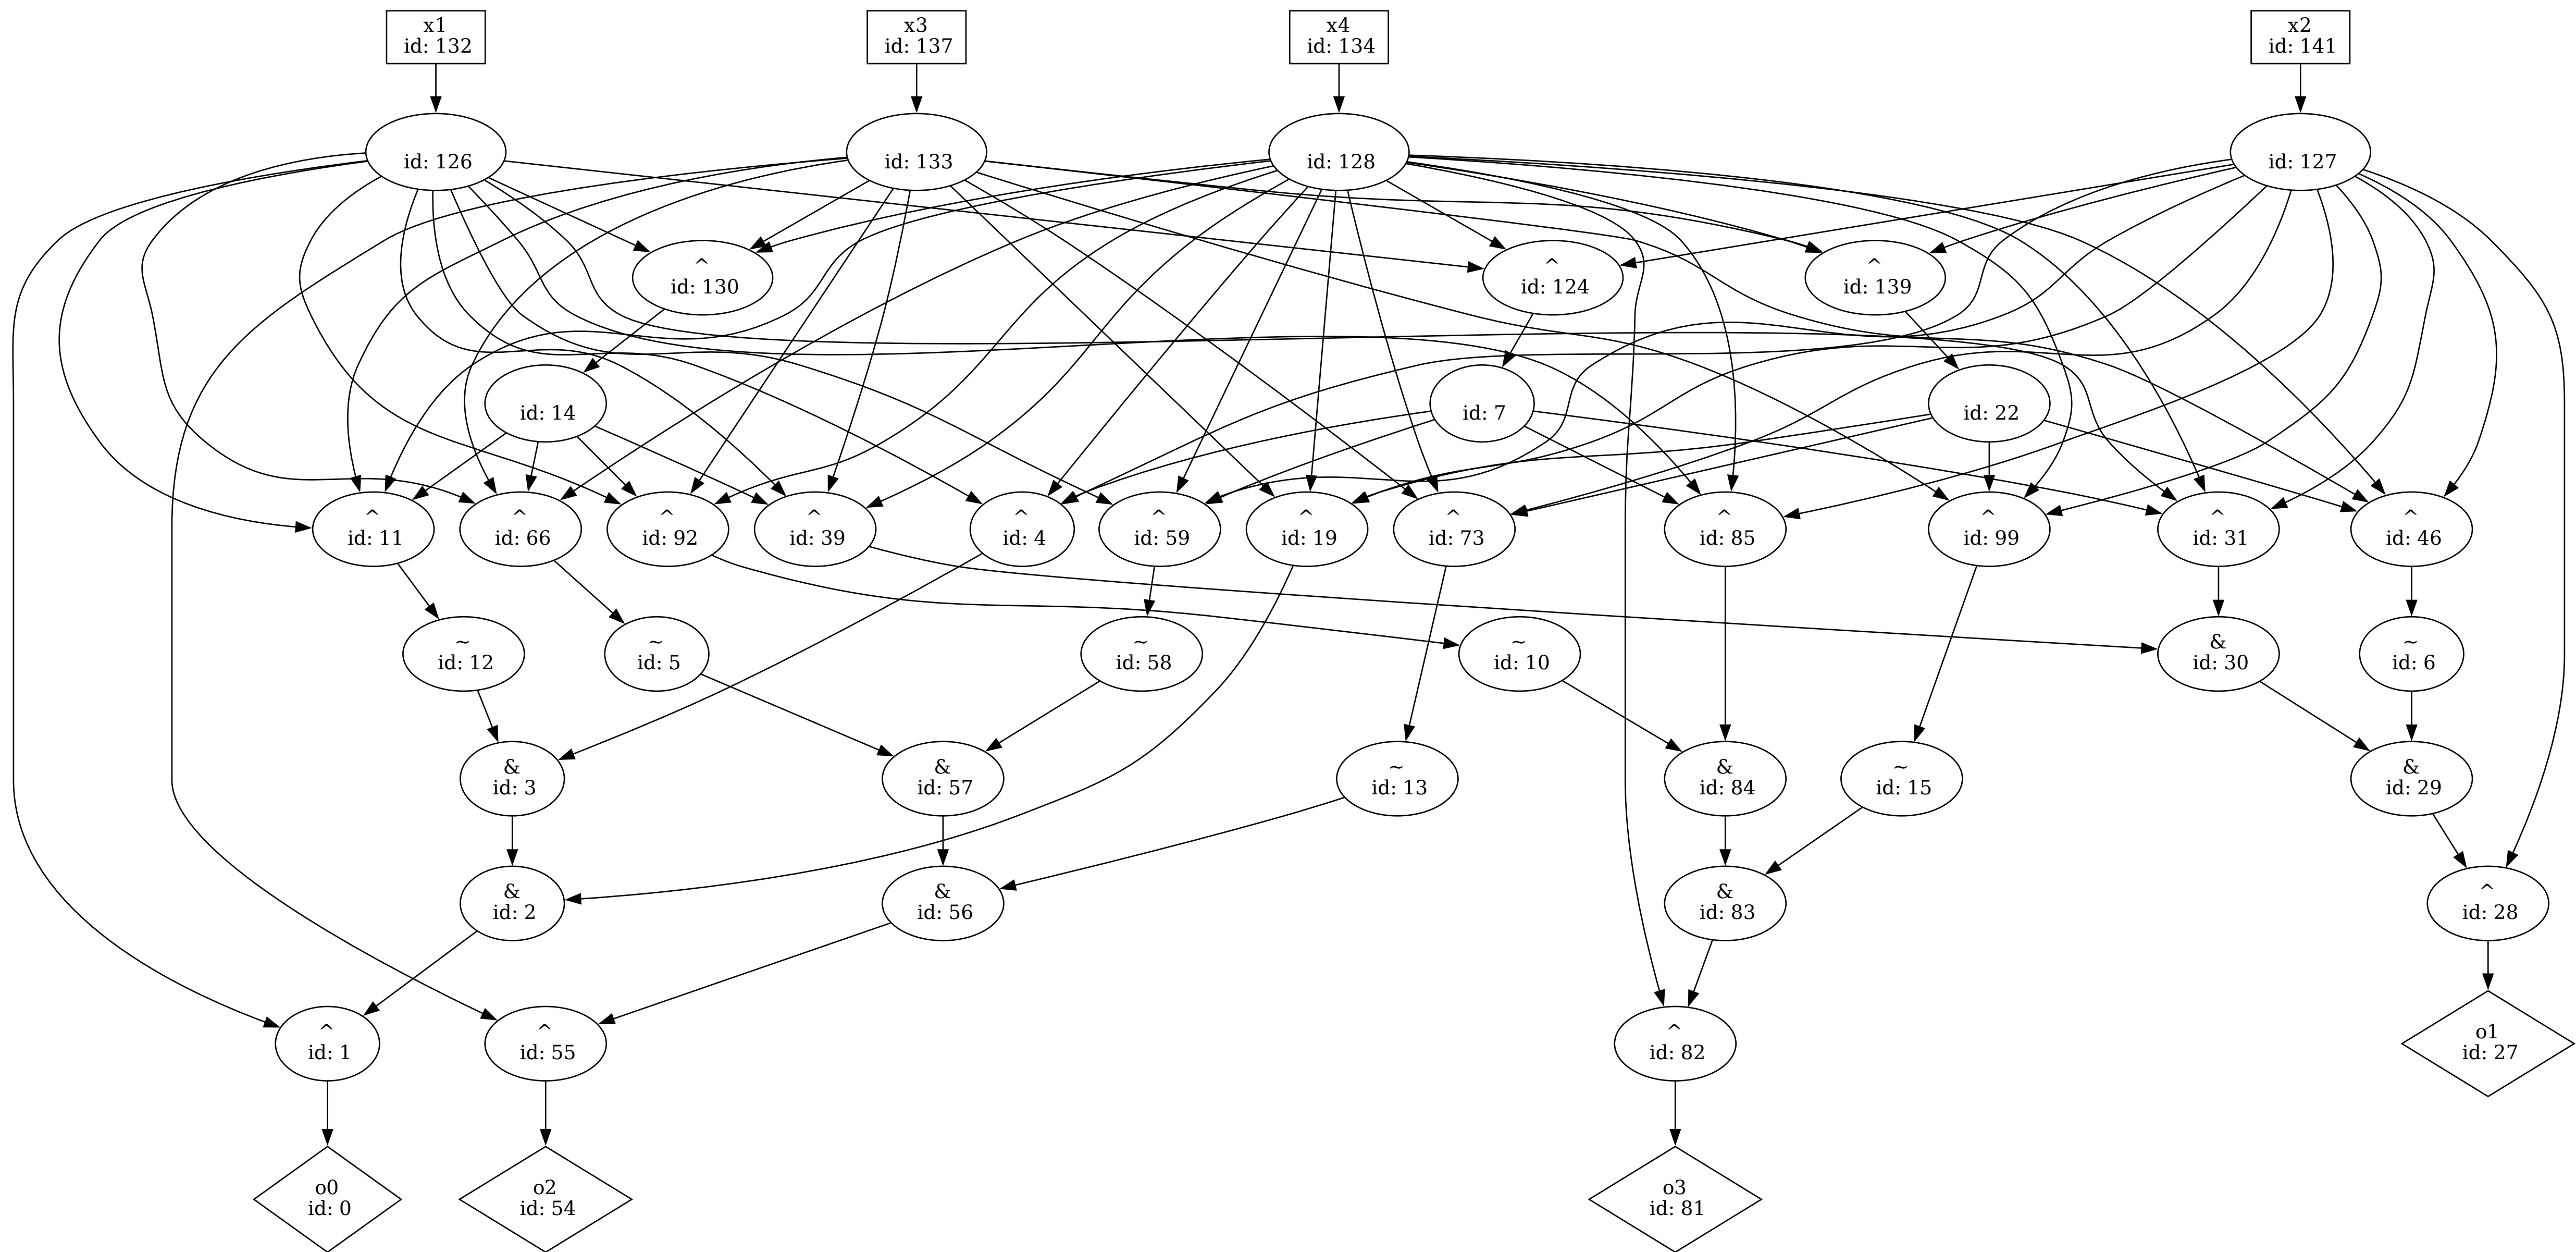 x1
id: 132
x3
id: 137
x4
id: 134
x2
id: 141
id: 126
id: 133
id: 128
id: 127
^
id: 130
^
id: 124
^
id: 139
id: 14
id: 7
id: 22
^
id: 11
^
id: 66
^
id: 92
^
id: 39
^
id: 4
^
id: 59
^
id: 19
^
id: 73
^
id: 85
^
id: 99
^
id: 31
^
id: 46
~
id: 12
~
id: 5
~
id: 58
~
id: 10
&
id: 30
~
id: 6
&
id: 3
&
id: 57
~
id: 13
&
id: 84
~
id: 15
&
id: 29
&
id: 2
&
id: 56
&
id: 83
^
id: 28
^
id: 1
^
id: 55
^
id: 82
o1
id: 27
o0
id: 0
o2
id: 54
o3
id: 81